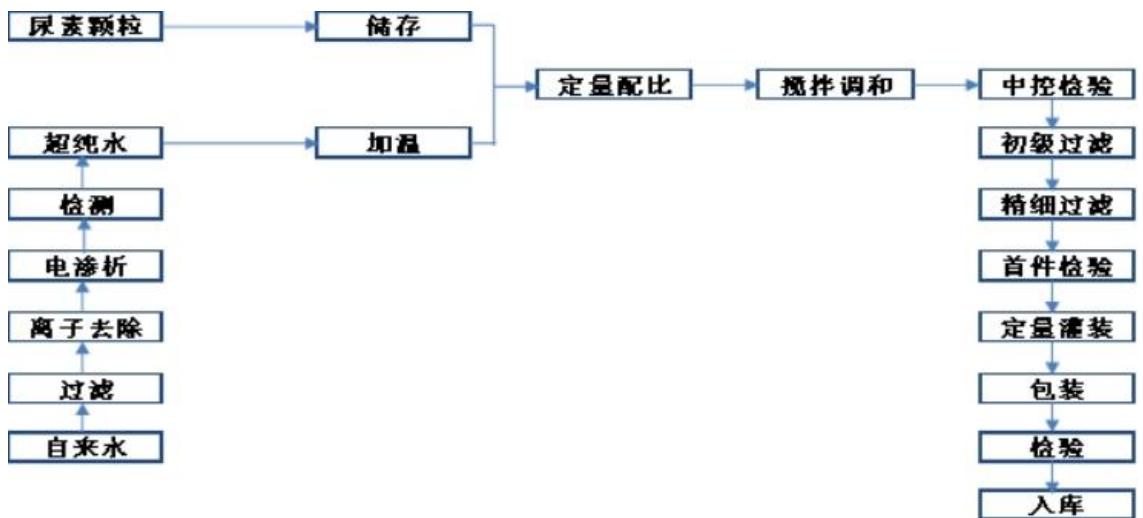 尿素颗粒
储存
定量配比
搅拌调和
中控检验
超纯水
加温
初级过滤
检测
精细过滤
电渗析
首件检验
离子去除
定量灌装
过滤
包装
自来水
检验
入库